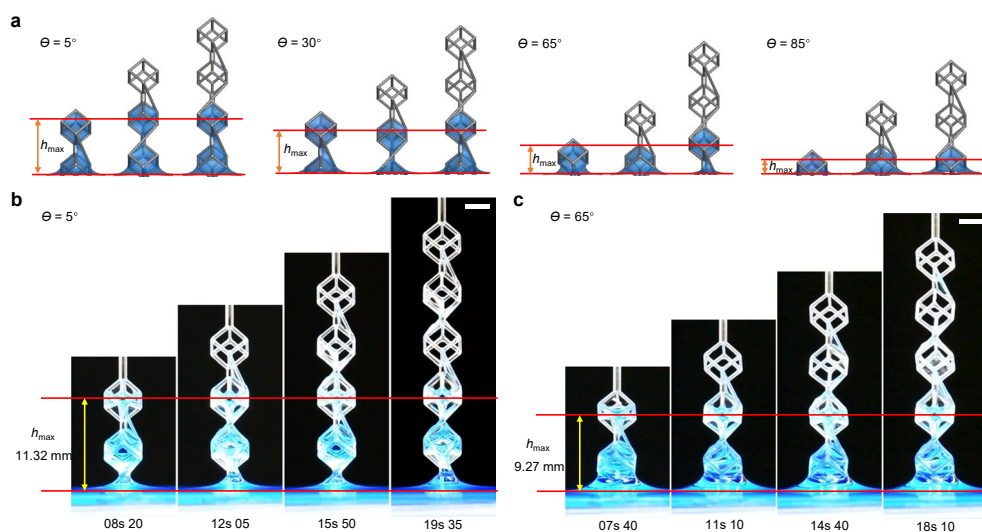 a
Θ = 5°
Θ = 30°
Θ = 65°
Θ = 85°
hmax
hmax
hmax
hmax
b
Θ = 5°
hmax
11.32 mm
08s 20
12s 05
15s 50
19s 35
c
Θ = 65°
hmax
9.27 mm
07s 40
11s 10
14s 40
18s 10